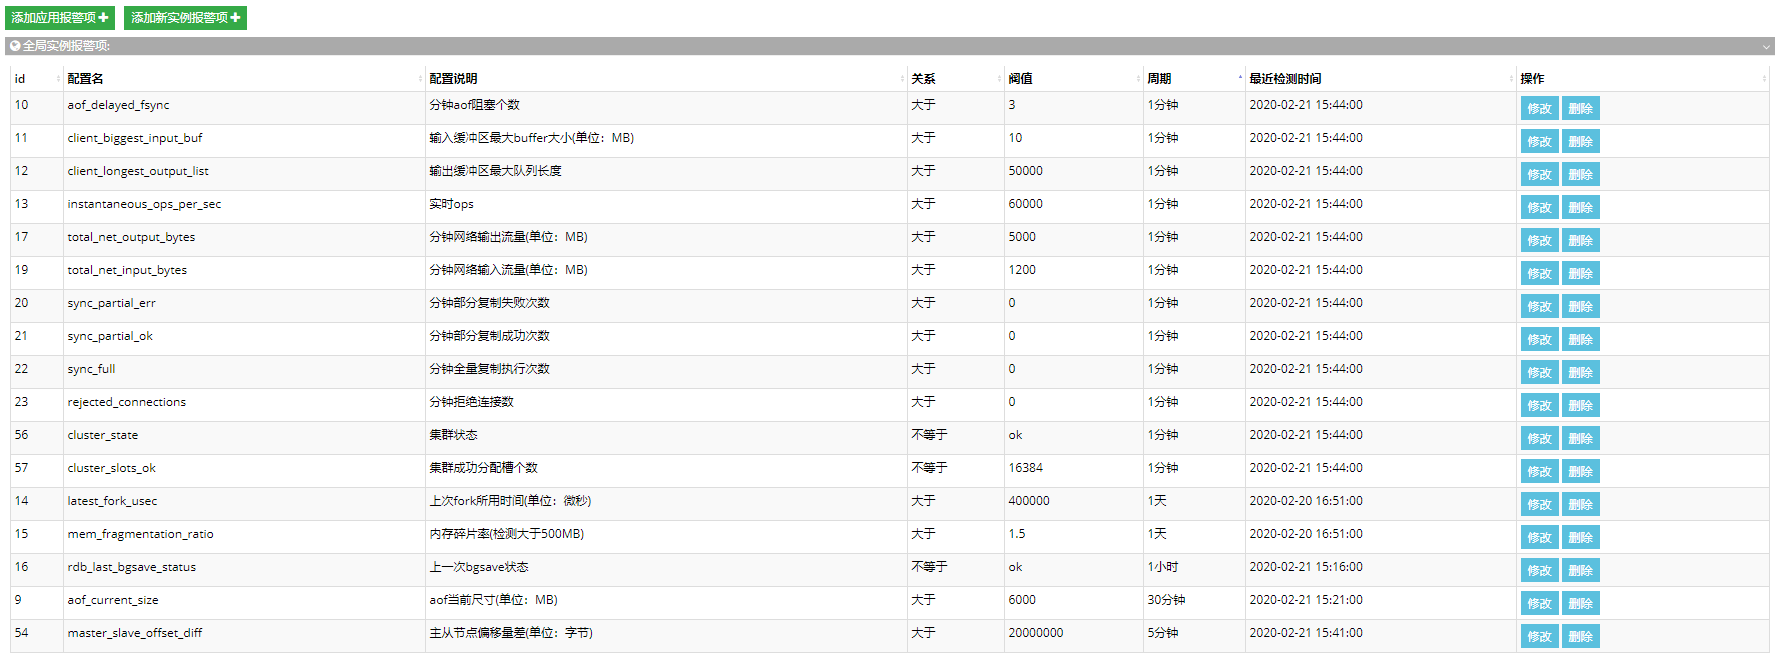 添加应用报警项 添加新实例报警项
全局实例报警项:
id 配置名 配置说明 关系 阀值 周期 最近检测时间 操作
10 aof_delayed_fsync 分钟aof阻塞个数 大于 3 1分钟 2020-02-21 15:44:00 修改 删除
11 client_biggest_input_buf 输入缓冲区最大buffer大小(单位：MB) 大于 10 1分钟 2020-02-21 15:44:00 修改 删除
12 client_longest_output_list 输出缓冲区最大队列长度 大于 50000 1分钟 2020-02-21 15:44:00 修改 删除
13 instantaneous_ops_per_sec 实时ops 大于 60000 1分钟 2020-02-21 15:44:00 修改 删除
17 total_net_output_bytes 分钟网络输出流量(单位：MB) 大于 5000 1分钟 2020-02-21 15:44:00 修改 删除
19 total_net_input_bytes 分钟网络输入流量(单位：MB) 大于 1200 1分钟 2020-02-21 15:44:00 修改 删除
20 sync_partial_err 分钟部分复制失败次数 大于 0 1分钟 2020-02-21 15:44:00 修改 删除
21 sync_partial_ok 分钟部分复制成功次数 大于 0 1分钟 2020-02-21 15:44:00 修改 删除
22 sync_full 分钟全量复制执行次数 大于 0 1分钟 2020-02-21 15:44:00 修改 删除
23 rejected_connections 分钟拒绝连接数 大于 0 1分钟 2020-02-21 15:44:00 修改 删除
56 cluster_state 集群状态 不等于 ok 1分钟 2020-02-21 15:44:00 修改 删除
57 cluster_slots_ok 集群成功分配槽个数 不等于 16384 1分钟 2020-02-21 15:44:00 修改 删除
14 latest_fork_usec 上次fork所用时间(单位：微秒) 大于 400000 1天 2020-02-20 16:51:00 修改 删除
15 mem_fragmentation_ratio 内存碎片率(检测大于500MB) 大于 1.5 1天 2020-02-20 16:51:00 修改 删除
16 rdb_last_bgsave_status 上一次bgsave状态 不等于 ok 1小时 2020-02-21 15:16:00 修改 删除
9 aof_current_size aof当前尺寸(单位：MB) 大于 6000 30分钟 2020-02-21 15:21:00 修改 删除
54 master_slave_offset_diff 主从节点偏移量差(单位：字节) 大于 20000000 5分钟 2020-02-21 15:41:00 修改 删除